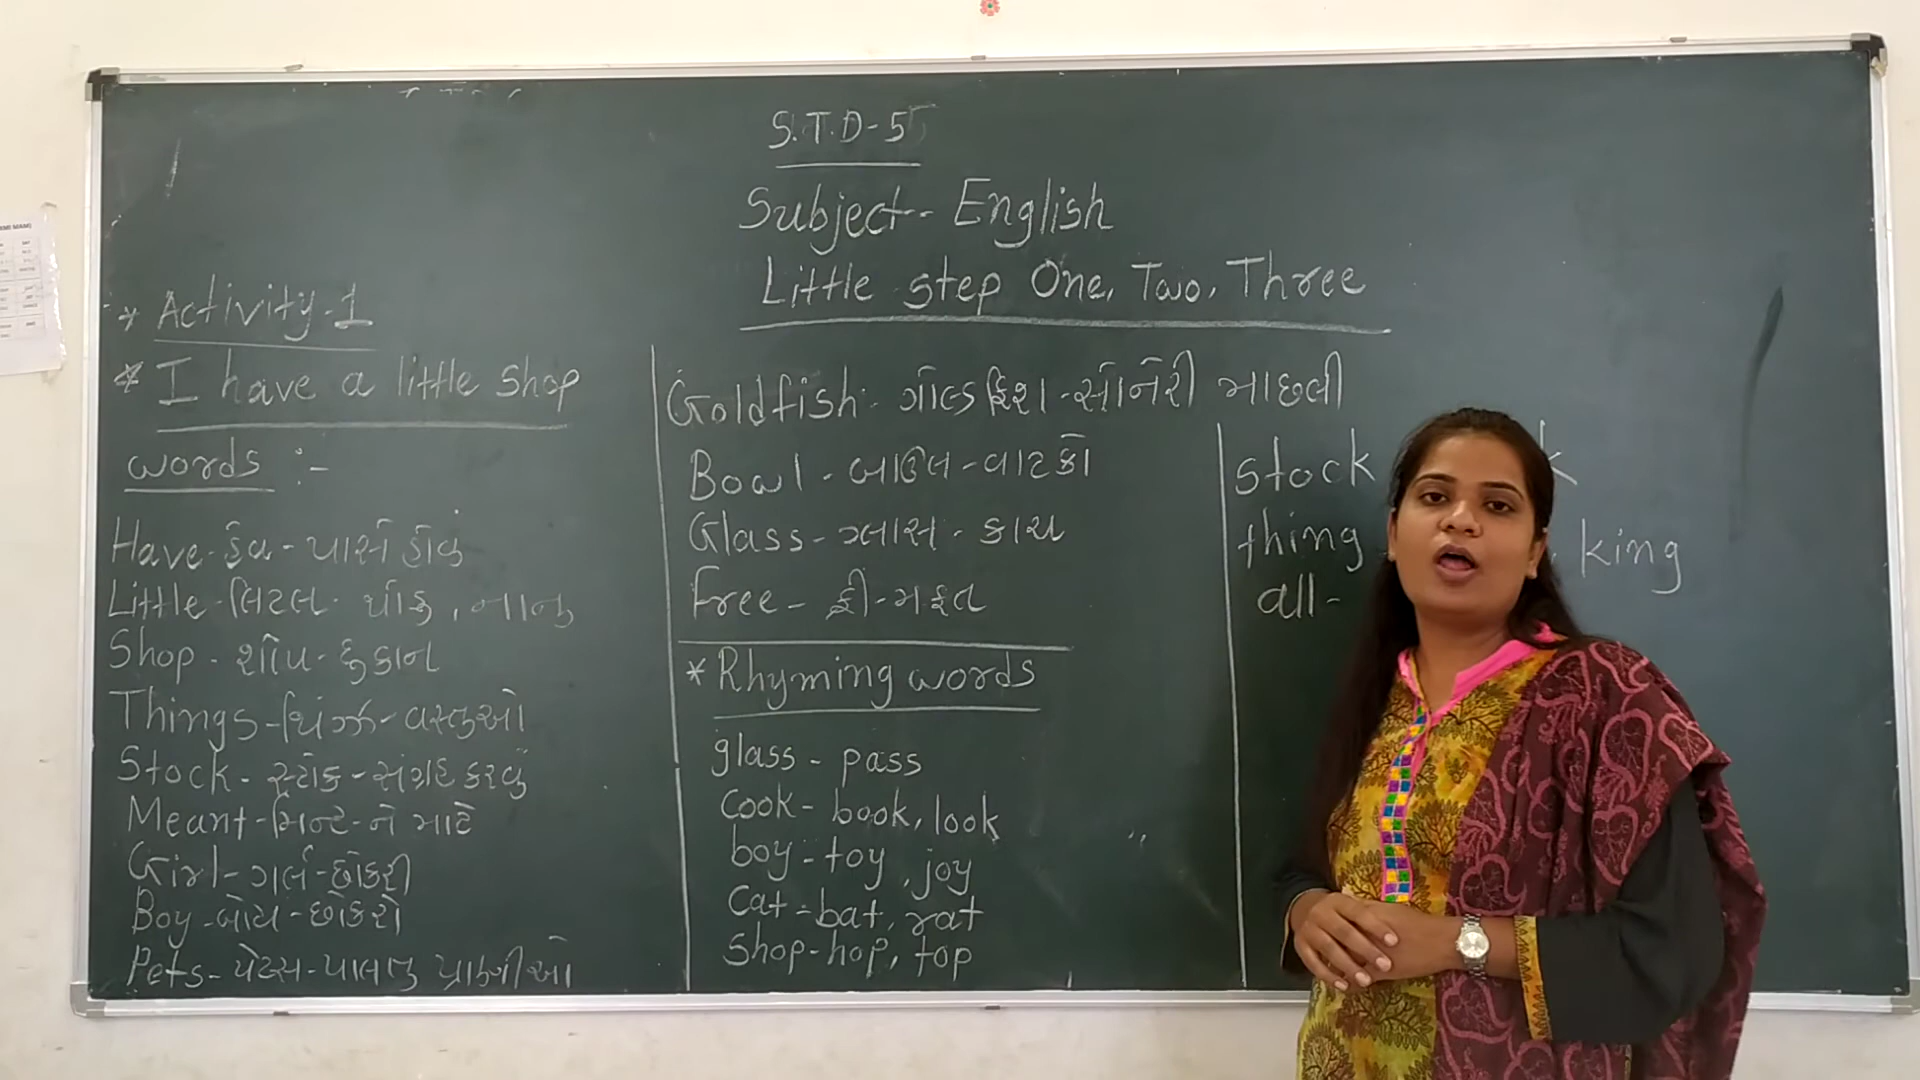 S.T.D-5
Subject- English
Little step One, Two, Three
* Activity-1
* I have a little shop
words :-
Have-હેવ-પાસે હોવું
Little-લિટલ-થોડુ, નાનુ
Shop-શોપ-દુકાન
Things-થિંગ્ઝ-વસ્તુઓ
Stock-સ્ટોક-સંગ્રહ કરવું
Meant-મિન્ટ-ને માટે
Girl-ગર્લ-છોકરી
Boy-બોય-છોકરો
Pets-પેટસ-પાલતુ પ્રાણીઓ
Goldfish-ગોલ્ડફિશ-સોનેરી માછલી
Bowl-બાઉલ-વાટકો
Glass-ગ્લાસ-કાચ
Free-ફ્રી-મફત
* Rhyming words
glass-pass
cook-book, look
boy-toy, joy
cat-bat, rat
shop-hop, top
stock
thing king
all-